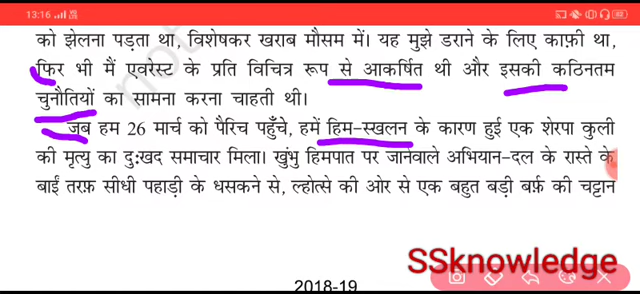 13:16
को झेलना पड़ता था, विशेषकर खराब मौसम में। यह मुझे डराने के लिए काफ़ी था,
फिर भी मैं एवरेस्ट के प्रति विचित्र रूप से आकर्षित थी और इसकी कठिनतम
चुनौतियों का सामना करना चाहती थी।
जब हम 26 मार्च को पैरिच पहुँचे, हमें हिम-स्खलन के कारण हुई एक शेरपा कुली
की मृत्यु का दुःखद समाचार मिला। खुंभु हिमपात पर जानेवाले अभियान-दल के रास्ते के
बाईं तरफ़ सीधी पहाड़ी के धसकने से, ल्होत्से की ओर से एक बहुत बड़ी बर्फ़ की चट्टान
SSknowledge
2018-19